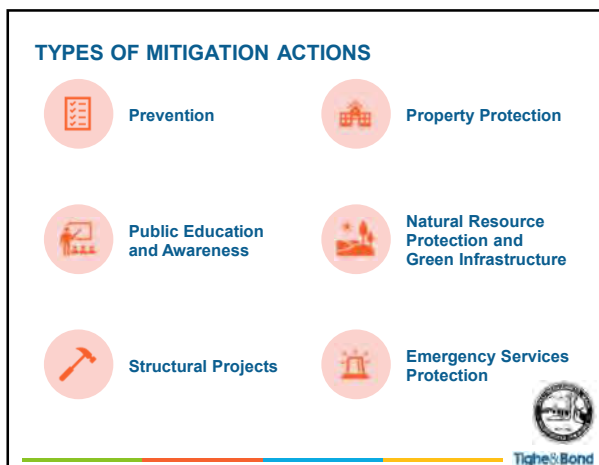 TYPES OF MITIGATION ACTIONS
Prevention
Property Protection
Public Education
and Awareness
Natural Resource
Protection and
Green Infrastructure
Structural Projects
Emergency Services
Protection
Tighe&Bond